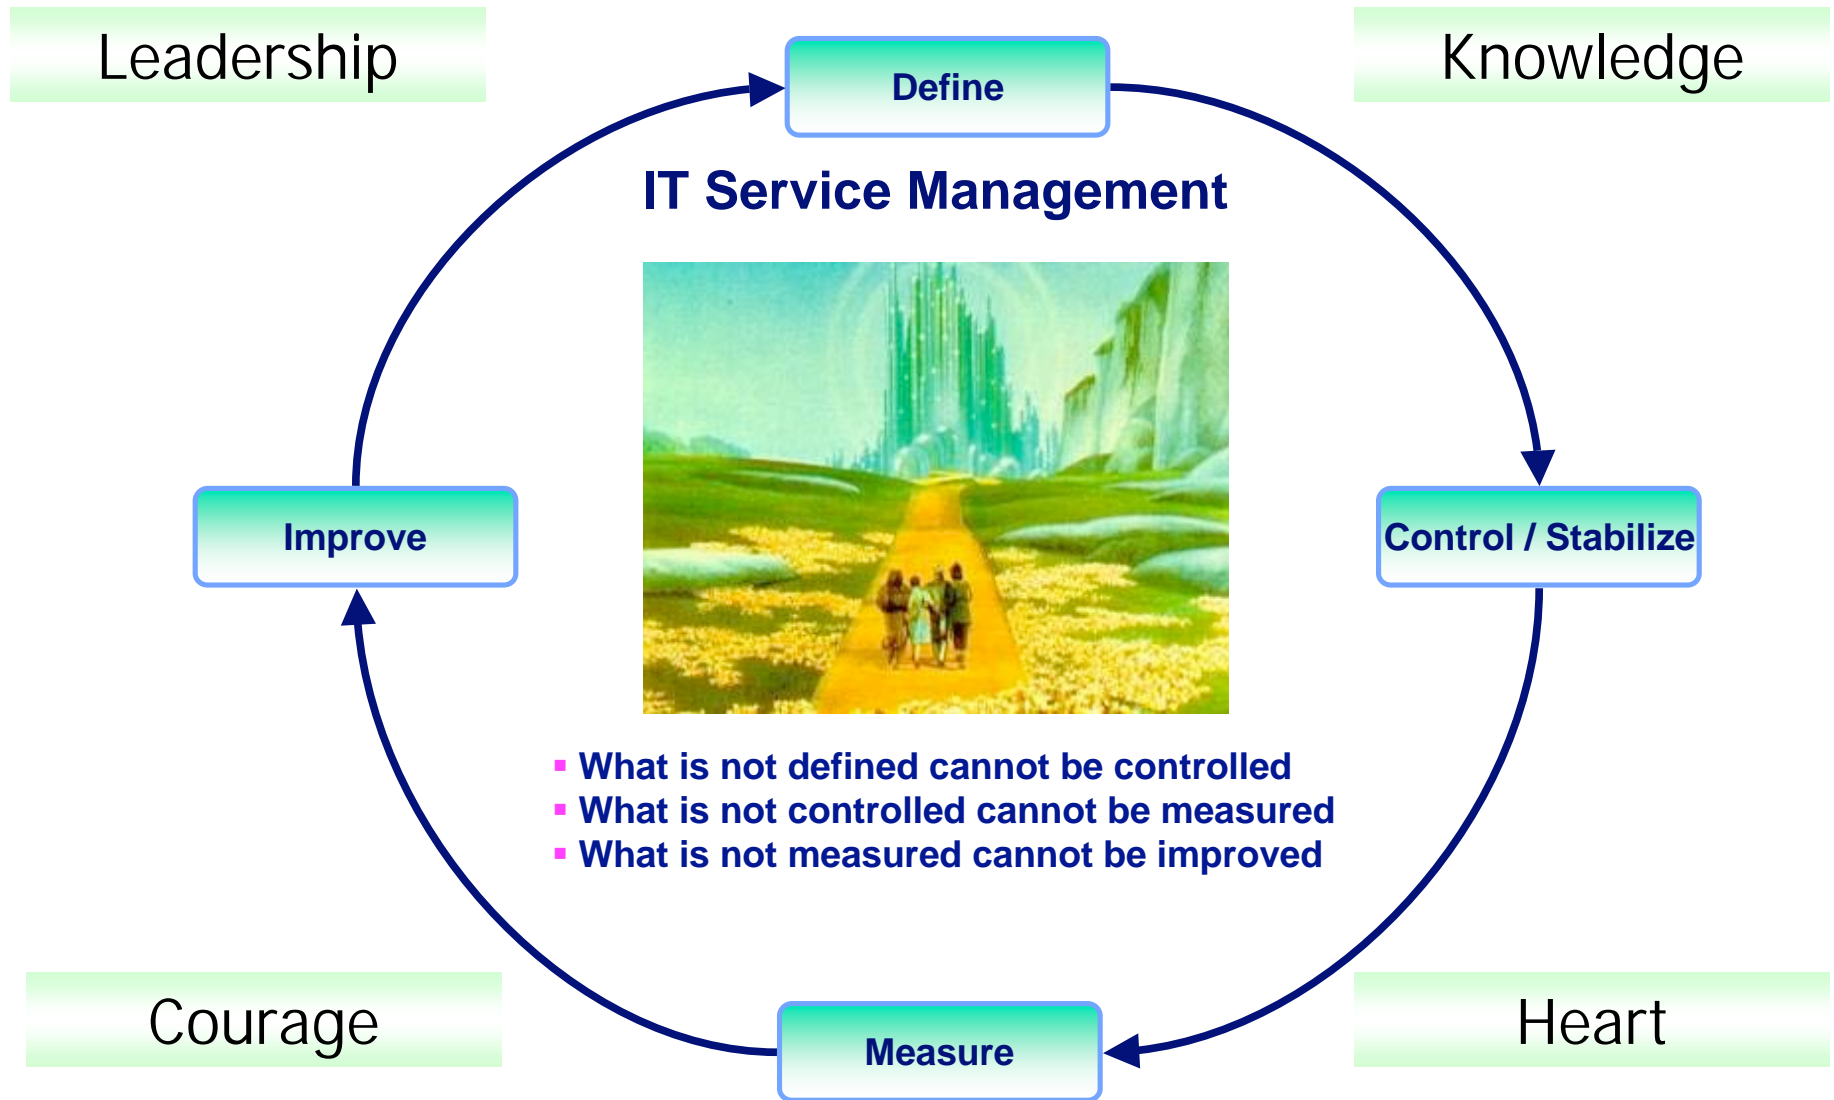 Leadership
Knowledge
Define
IT Service Management
Improve
Control / Stabilize
▪ What is not defined cannot be controlled
▪ What is not controlled cannot be measured
▪ What is not measured cannot be improved
Courage
Heart
Measure